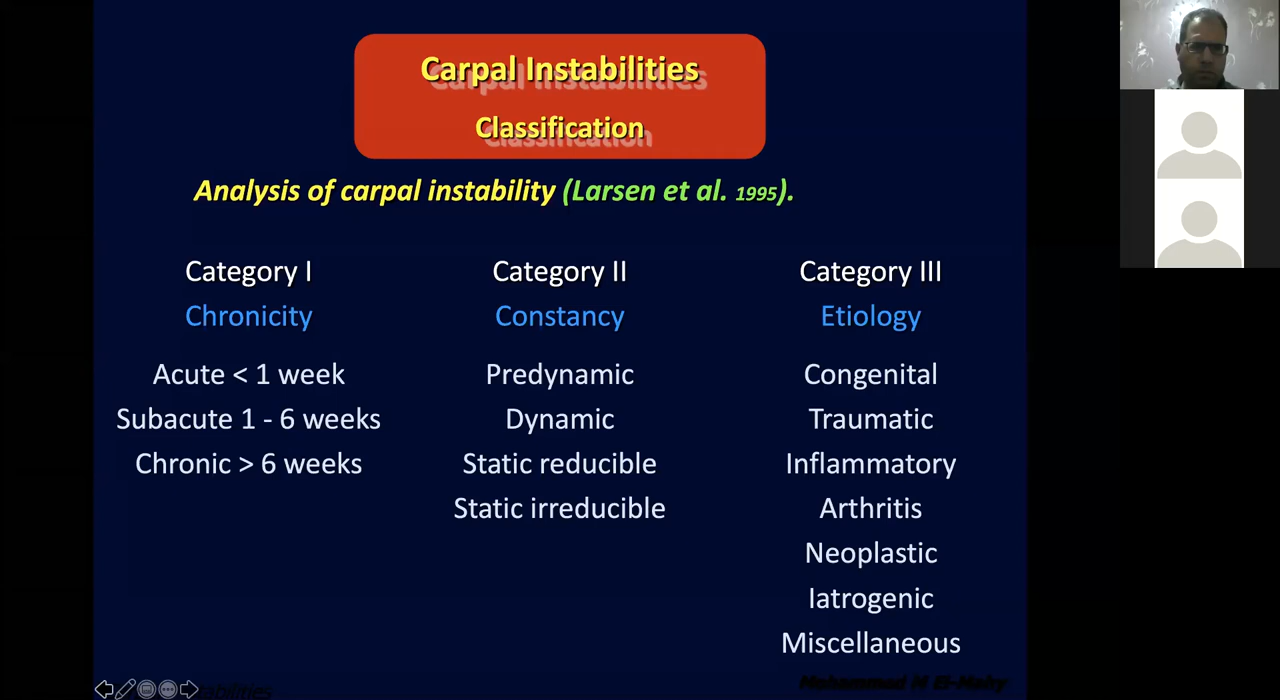 Carpal Instabilities
Classification
Analysis of carpal instability (Larsen et al. 1995).
Category I
Chronicity
Acute < 1 week
Subacute 1 - 6 weeks
Chronic > 6 weeks
Category II
Constancy
Predynamic
Dynamic
Static reducible
Static irreducible
Category III
Etiology
Congenital
Traumatic
Inflammatory
Arthritis
Neoplastic
Iatrogenic
Miscellaneous